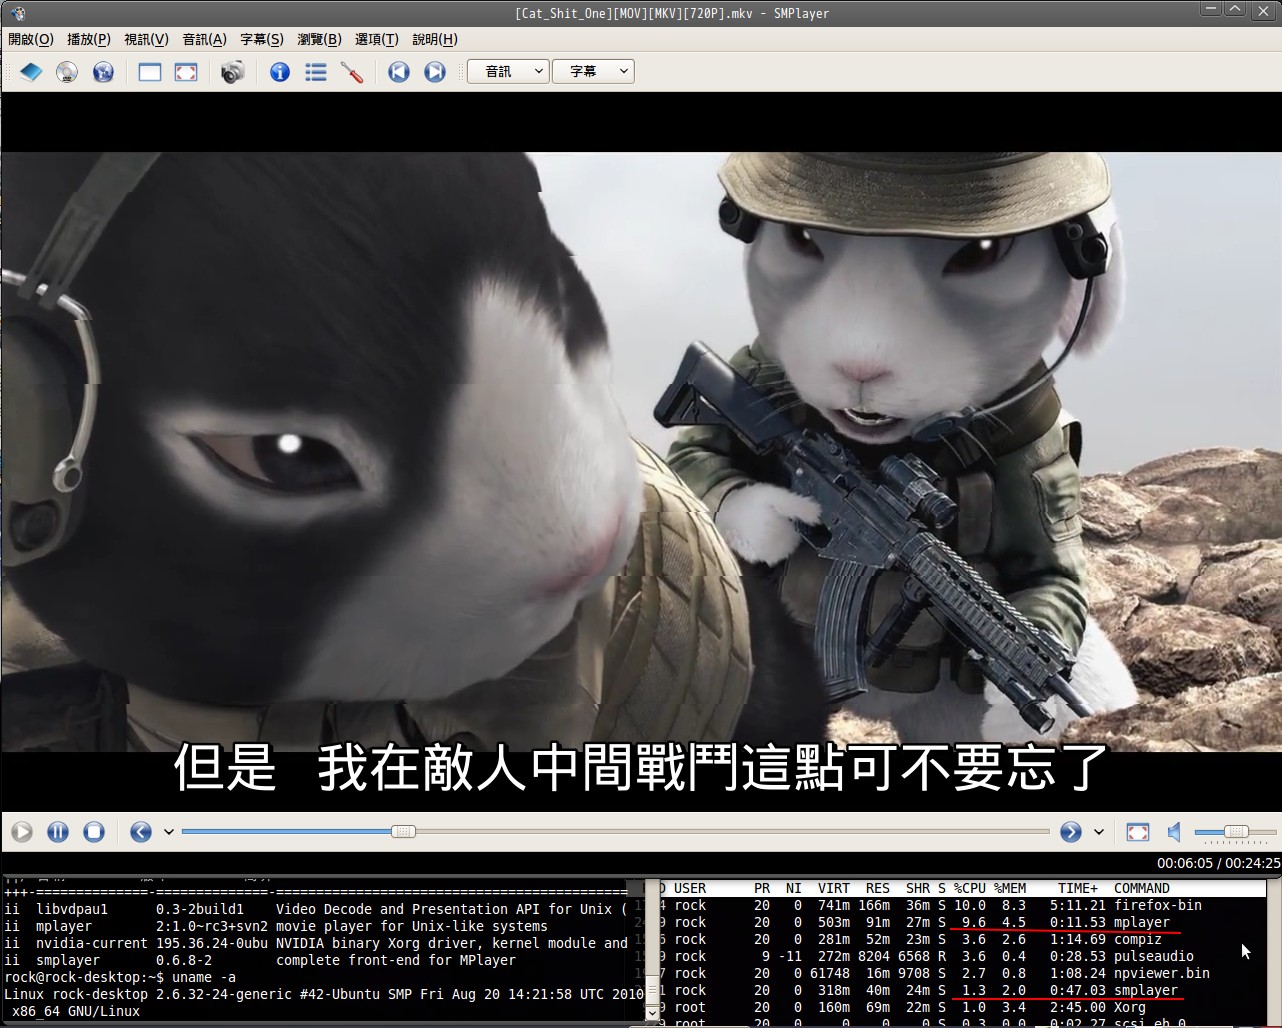 [Cat_Shit_One][MOV][MKV][720P].mkv - SMPlayer
開啟(O) 播放(P) 視訊(V) 音訊(A) 字幕(S) 瀏覽(B) 選項(T) 說明(H)
音訊 字幕
但是 我在敵人中間戰鬥這點可不要忘了
00:06:05 / 00:24:25
+++-==============-==============-============================================
ii libvdpau1 0.3-2build1 Video Decode and Presentation API for Unix (
ii mplayer 2:1.0~rc3+svn2 movie player for Unix-like systems
ii nvidia-current 195.36.24-0ubu NVIDIA binary Xorg driver, kernel module and
ii smplayer 0.6.8-2 complete front-end for MPlayer
rock@rock-desktop:~$ uname -a
Linux rock-desktop 2.6.32-24-generic #42-Ubuntu SMP Fri Aug 20 14:21:58 UTC 2010
x86_64 GNU/Linux
USER PR NI VIRT RES SHR S %CPU %MEM TIME+ COMMAND
rock 20 0 741m 166m 36m S 10.0 8.3 5:11.21 firefox-bin
rock 20 0 503m 91m 27m S 9.6 4.5 0:11.53 mplayer
rock 20 0 281m 52m 23m S 3.6 2.6 1:14.69 compiz
rock 9 -11 272m 8204 6568 R 3.6 0.4 0:28.53 pulseaudio
rock 20 0 61748 16m 9708 S 2.7 0.8 1:08.24 npviewer.bin
rock 20 0 318m 40m 24m S 1.3 2.0 0:47.03 smplayer
root 20 0 160m 69m 22m S 1.0 3.4 2:45.00 Xorg
root 20 0 0 0 0 S 0.3 0.0 0:02.27 scsi_eh_0